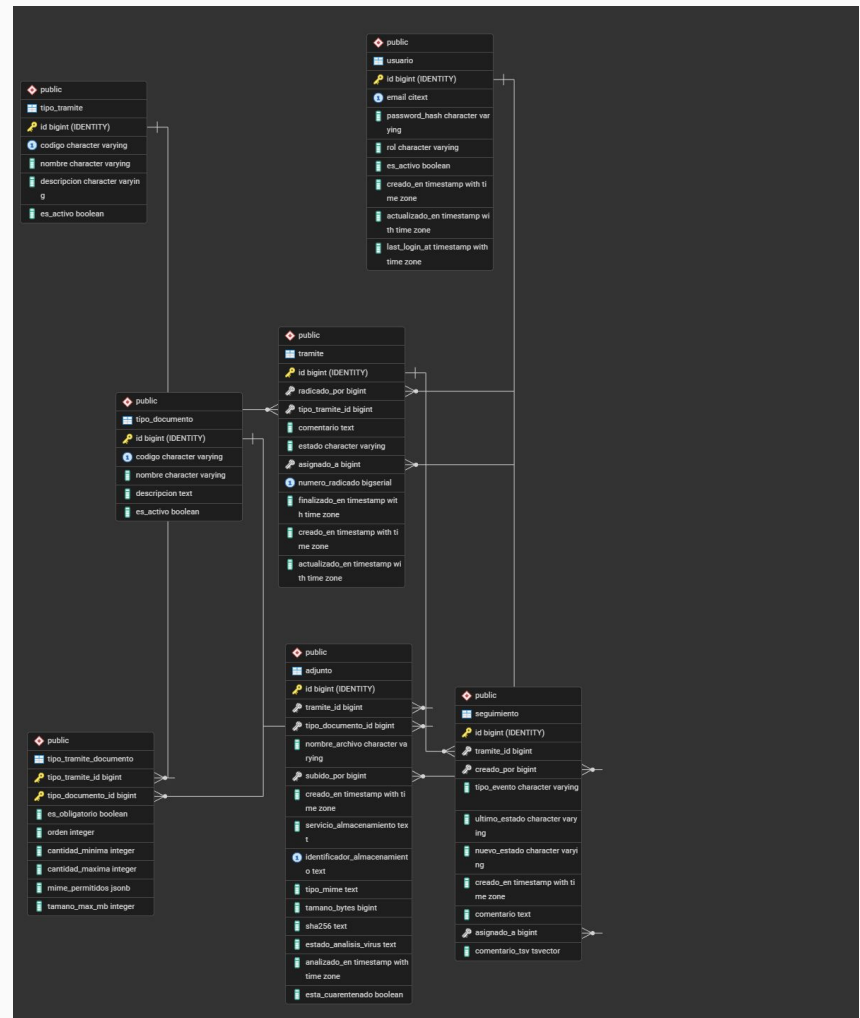 public
usuario
id bigint (IDENTITY)
email citext
password_hash character var
ying
rol character varying
es_activo boolean
creado_en timestamp with ti
me zone
actualizado_en timestamp wi
th time zone
last_login_at timestamp with
time zone
public
tipo_tramite
id bigint (IDENTITY)
codigo character varying
nombre character varying
descripcion character varyin
g
es_activo boolean
public
tramite
id bigint (IDENTITY)
radicado_por bigint
tipo_tramite_id bigint
comentario text
estado character varying
asignado_a bigint
numero_radicado bigserial
finalizado_en timestamp wit
h time zone
creado_en timestamp with ti
me zone
actualizado_en timestamp wi
th time zone
public
tipo_documento
id bigint (IDENTITY)
codigo character varying
nombre character varying
descripcion text
es_activo boolean
public
adjunto
id bigint (IDENTITY)
tramite_id bigint
tipo_documento_id bigint
nombre_archivo character va
rying
subido_por bigint
creado_en timestamp with ti
me zone
servicio_almacenamiento tex
t
identificador_almacenamient
o text
tipo_mime text
tamano_bytes bigint
sha256 text
estado_analisis_virus text
analizado_en timestamp with
time zone
esta_cuarentenado boolean
public
seguimiento
id bigint (IDENTITY)
tramite_id bigint
creado_por bigint
tipo_evento character varying
ultimo_estado character vary
ing
nuevo_estado character varyi
ng
creado_en timestamp with ti
me zone
comentario text
asignado_a bigint
comentario_tsv tsvector
public
tipo_tramite_documento
tipo_tramite_id bigint
tipo_documento_id bigint
es_obligatorio boolean
orden integer
cantidad_minima integer
cantidad_maxima integer
mime_permitidos jsonb
tamano_max_mb integer